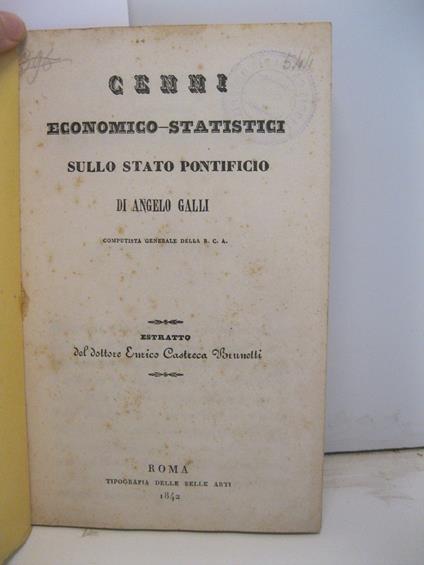 544
CENNI
ECONOMICO-STATISTICI
SULLO STATO PONTIFICIO
DI ANGELO GALLI
COMPUTISTA GENERALE DELLA R. C. A.
ESTRATTO
del dottore Enrico Castreca Brunetti
ROMA
TIPOGRAFIA DELLE BELLE ARTI
1842